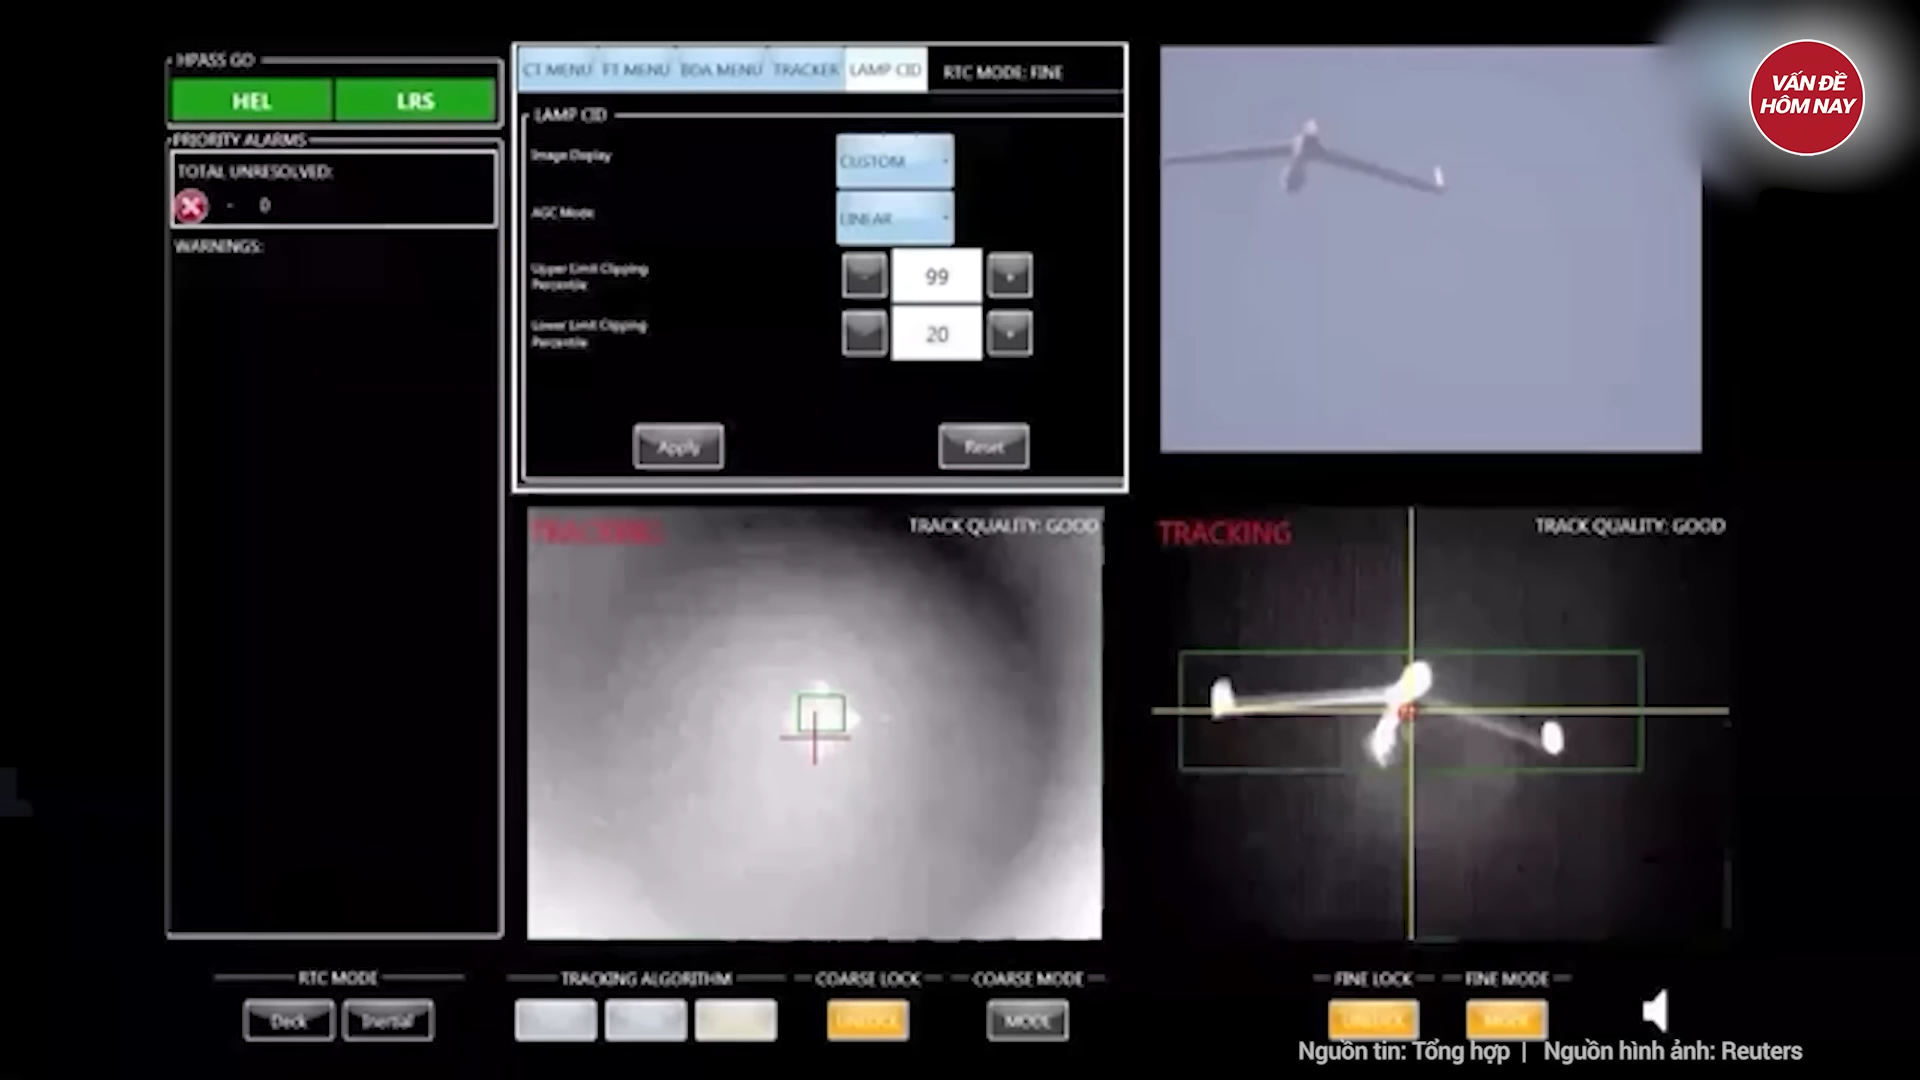 HPASS GO
HEL
LRS
PRIORITY ALARMS
TOTAL UNRESOLVED:
- 0
WARNINGS:
CT MENU
FT MENU
BDA MENU
TRACKER
LAMP CID
RTC MODE: FINE
LAMP CID
Image Display
CUSTOM
AGC Mode
LINEAR
Upper Limit Clipping
Percentile
99
Lower Limit Clipping
Percentile
20
Apply
Reset
VẤN ĐỀ
HÔM NAY
TRACKING
TRACK QUALITY: GOOD
TRACKING
TRACK QUALITY: GOOD
RTC MODE
Deck
Inertial
TRACKING ALGORITHM
COARSE LOCK
UNLOCK
COARSE MODE
MODE
FINE LOCK
UNLOCK
FINE MODE
MODE
Nguồn tin: Tổng hợp | Nguồn hình ảnh: Reuters